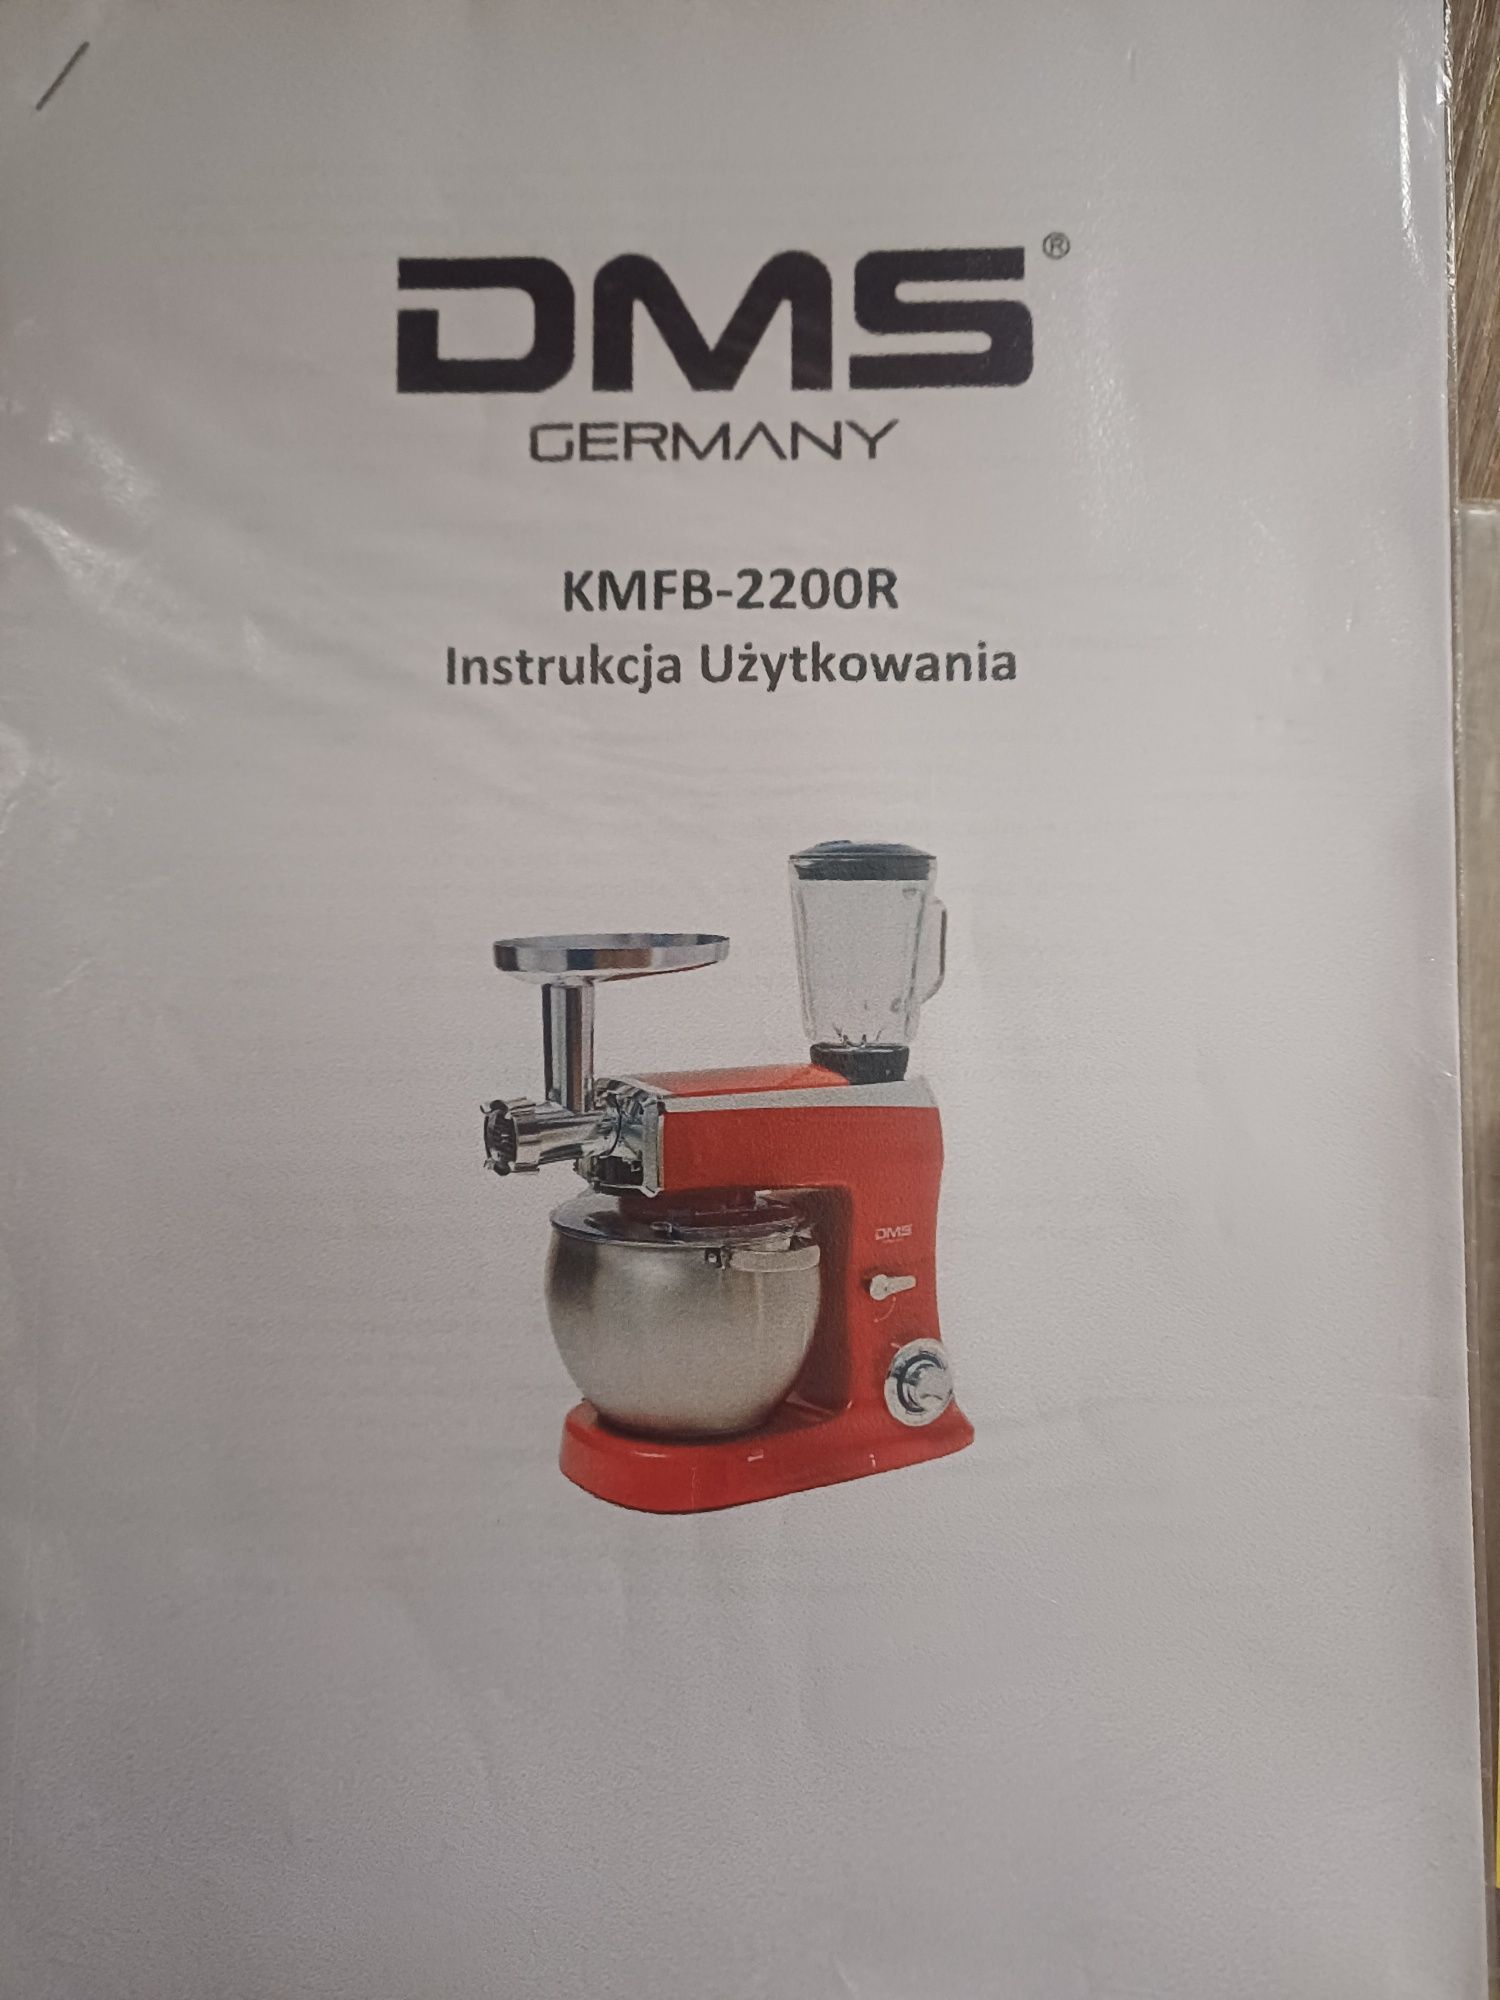 DMS®
GERMANY
KMFB-2200R
Instrukcja Użytkowania
DMS